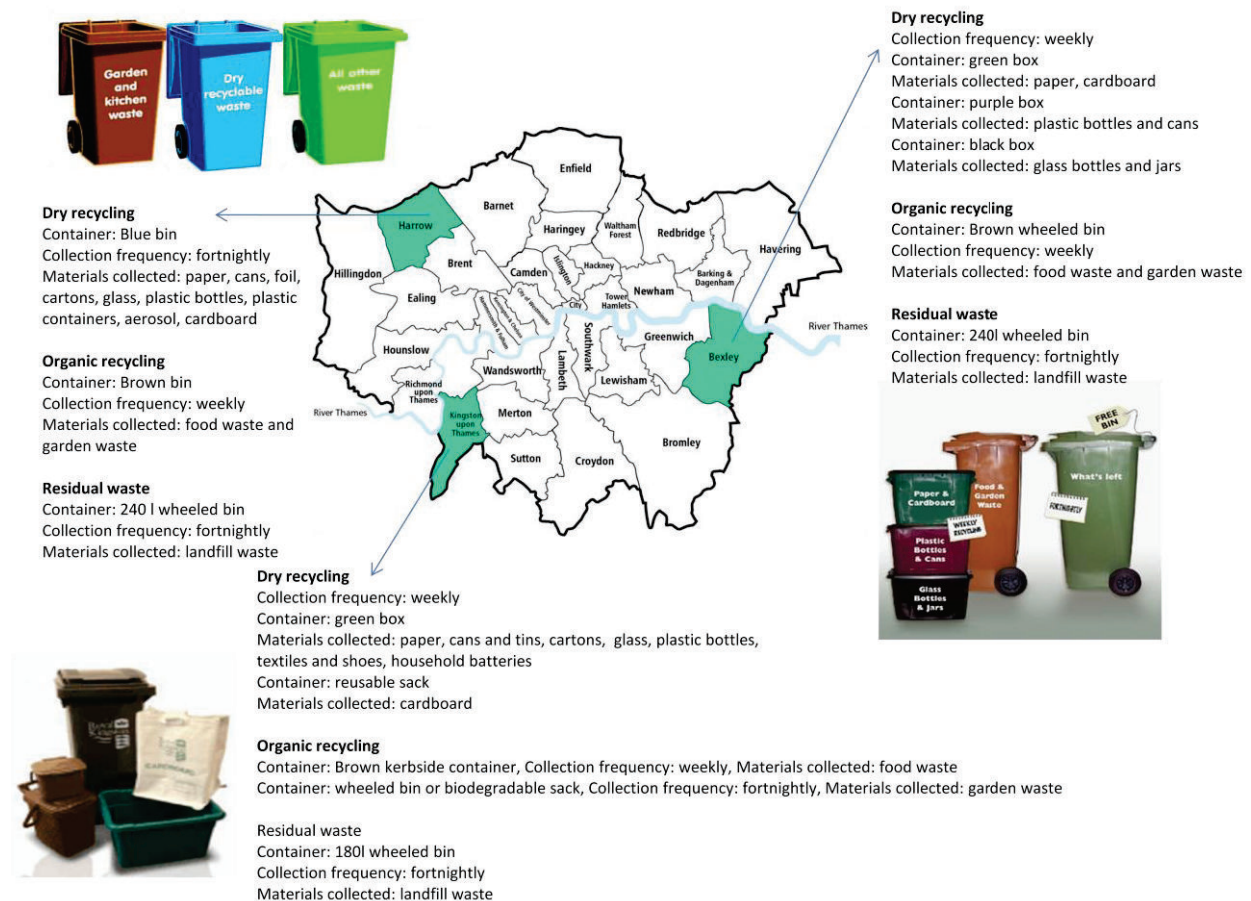 Garden
and
kitchen
waste
Dry
recyclable
waste
All other
waste
Dry recycling
Collection frequency: weekly
Container: green box
Materials collected: paper, cardboard
Container: purple box
Materials collected: plastic bottles and cans
Container: black box
Materials collected: glass bottles and jars
Organic recycling
Container: Brown wheeled bin
Collection frequency: weekly
Materials collected: food waste and garden waste
Residual waste
Container: 240l wheeled bin
Collection frequency: fortnightly
Materials collected: landfill waste
FREE
BIN
What's left
FORTNIGHTLY
Food &
Garden
Waste
Paper &
Cardboard
WEEKLY
RECYCLING
Plastic
Bottles
& Cans
Glass
Bottles
& Jars
Dry recycling
Container: Blue bin
Collection frequency: fortnightly
Materials collected: paper, cans, foil,
cartons, glass, plastic bottles, plastic
containers, aerosol, cardboard
Organic recycling
Container: Brown bin
Collection frequency: weekly
Materials collected: food waste and
garden waste
Residual waste
Container: 240 l wheeled bin
Collection frequency: fortnightly
Materials collected: landfill waste
Enfield
Barnet
Harrow
Haringey
Waltham
Forest
Redbridge
Havering
Hillingdon
Brent
Camden
Islington
Hackney
Barking &
Dagenham
Ealing
Hammersmith & Fulham
Kensington & Chelsea
City of Westminster
City
Tower
Hamlets
Newham
Hounslow
Southwark
Greenwich
Bexley
River Thames
Richmond
upon
Thames
Wandsworth
Lambeth
Lewisham
River Thames
Kingston
upon
Thames
Merton
Bromley
Sutton
Croydon
Dry recycling
Collection frequency: weekly
Container: green box
Materials collected: paper, cans and tins, cartons, glass, plastic bottles,
textiles and shoes, household batteries
Container: reusable sack
Materials collected: cardboard
Organic recycling
Container: Brown kerbside container, Collection frequency: weekly, Materials collected: food waste
Container: wheeled bin or biodegradable sack, Collection frequency: fortnightly, Materials collected: garden waste
Residual waste
Container: 180l wheeled bin
Collection frequency: fortnightly
Materials collected: landfill waste
Royal
Kingston
CARDBOARD